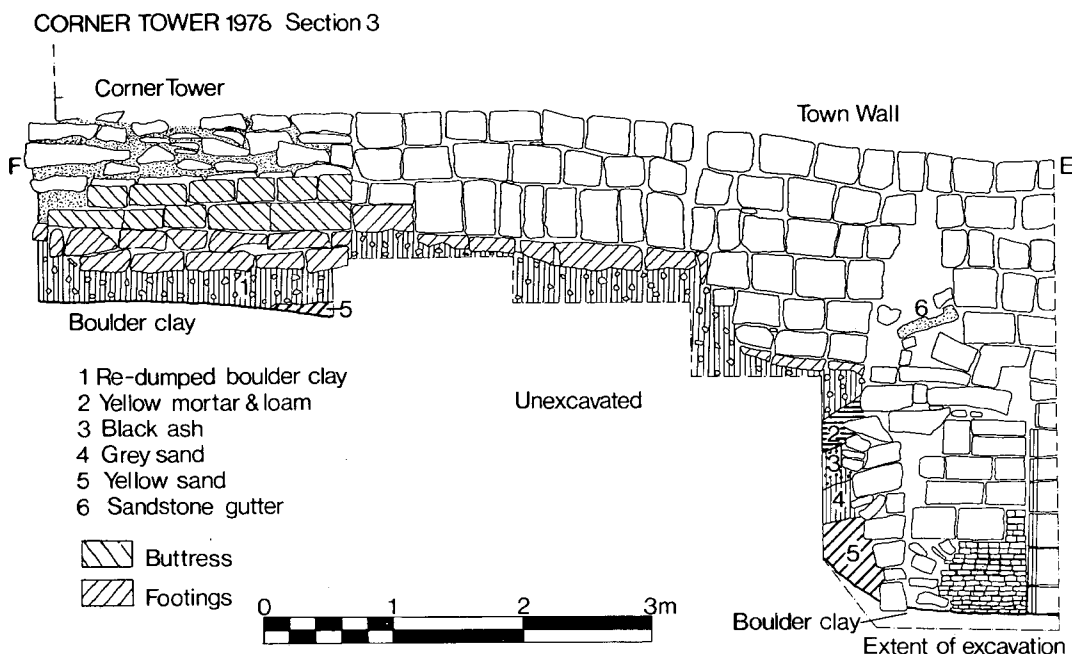 CORNER TOWER 1978 Section 3
Corner Tower
Town Wall
F
E
1
5
Boulder clay
6
1 Re-dumped boulder clay
2 Yellow mortar & loam
3 Black ash
4 Grey sand
5 Yellow sand
6 Sandstone gutter
Unexcavated
2
3
4
5
Buttress
Footings
0 1 2 3m
Boulder clay
Extent of excavation